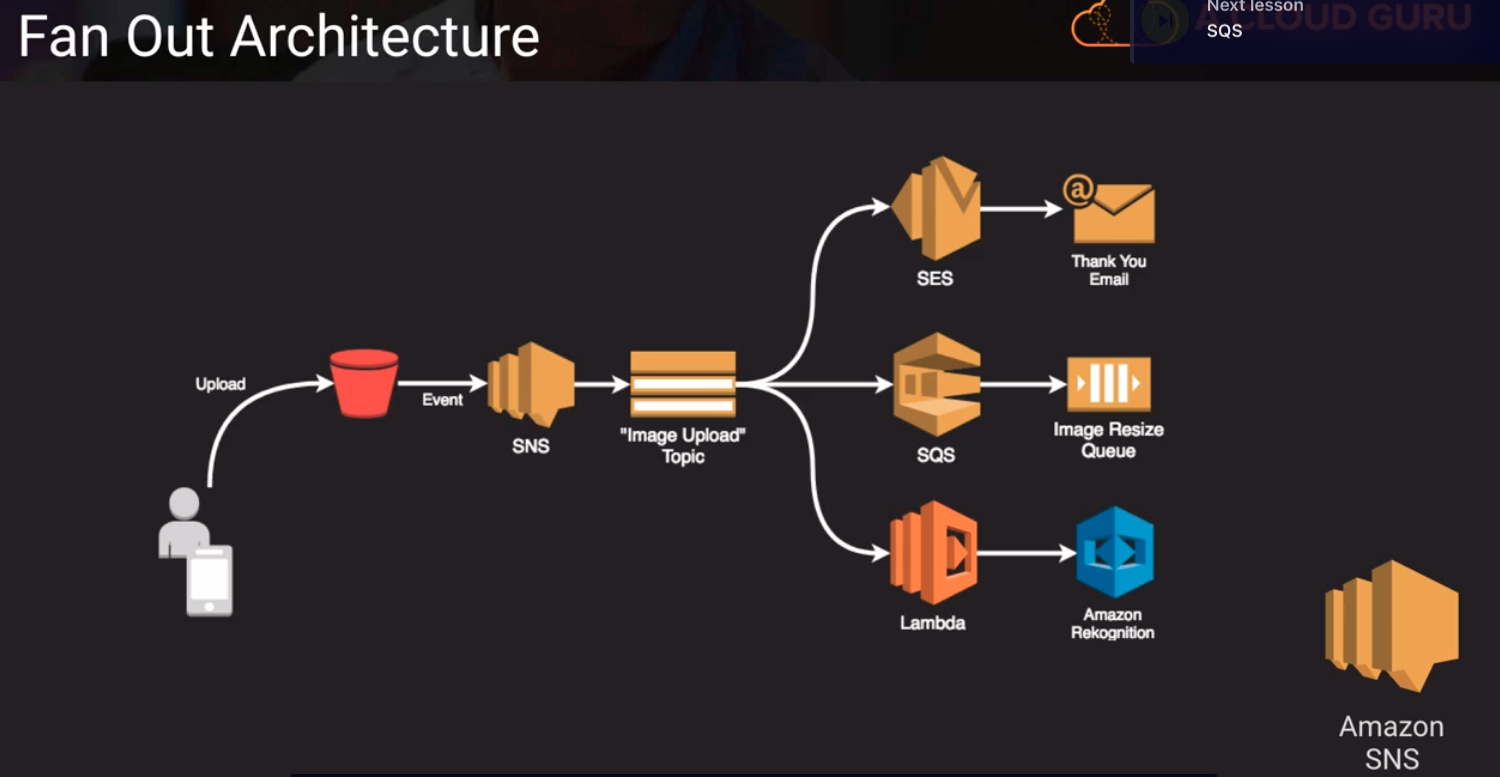 Fan Out Architecture
Next lesson
SQS
A CLOUD GURU
SES
Thank You
Email
Upload
Event
SNS
"Image Upload"
Topic
SQS
Image Resize
Queue
Lambda
Amazon
Rekognition
Amazon
SNS